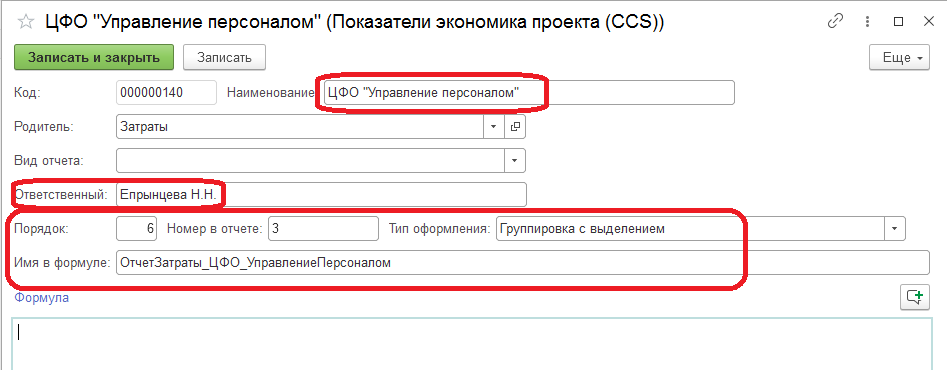 ЦФО "Управление персоналом" (Показатели экономика проекта (CCS))
Записать и закрыть Записать Еще
Код: 000000140 Наименование: ЦФО "Управление персоналом"
Родитель: Затраты
Вид отчета:
Ответственный: Епрынцева Н.Н.
Порядок: 6 Номер в отчете: 3 Тип оформления: Группировка с выделением
Имя в формуле: ОтчетЗатраты_ЦФО_УправлениеПерсоналом
Формула